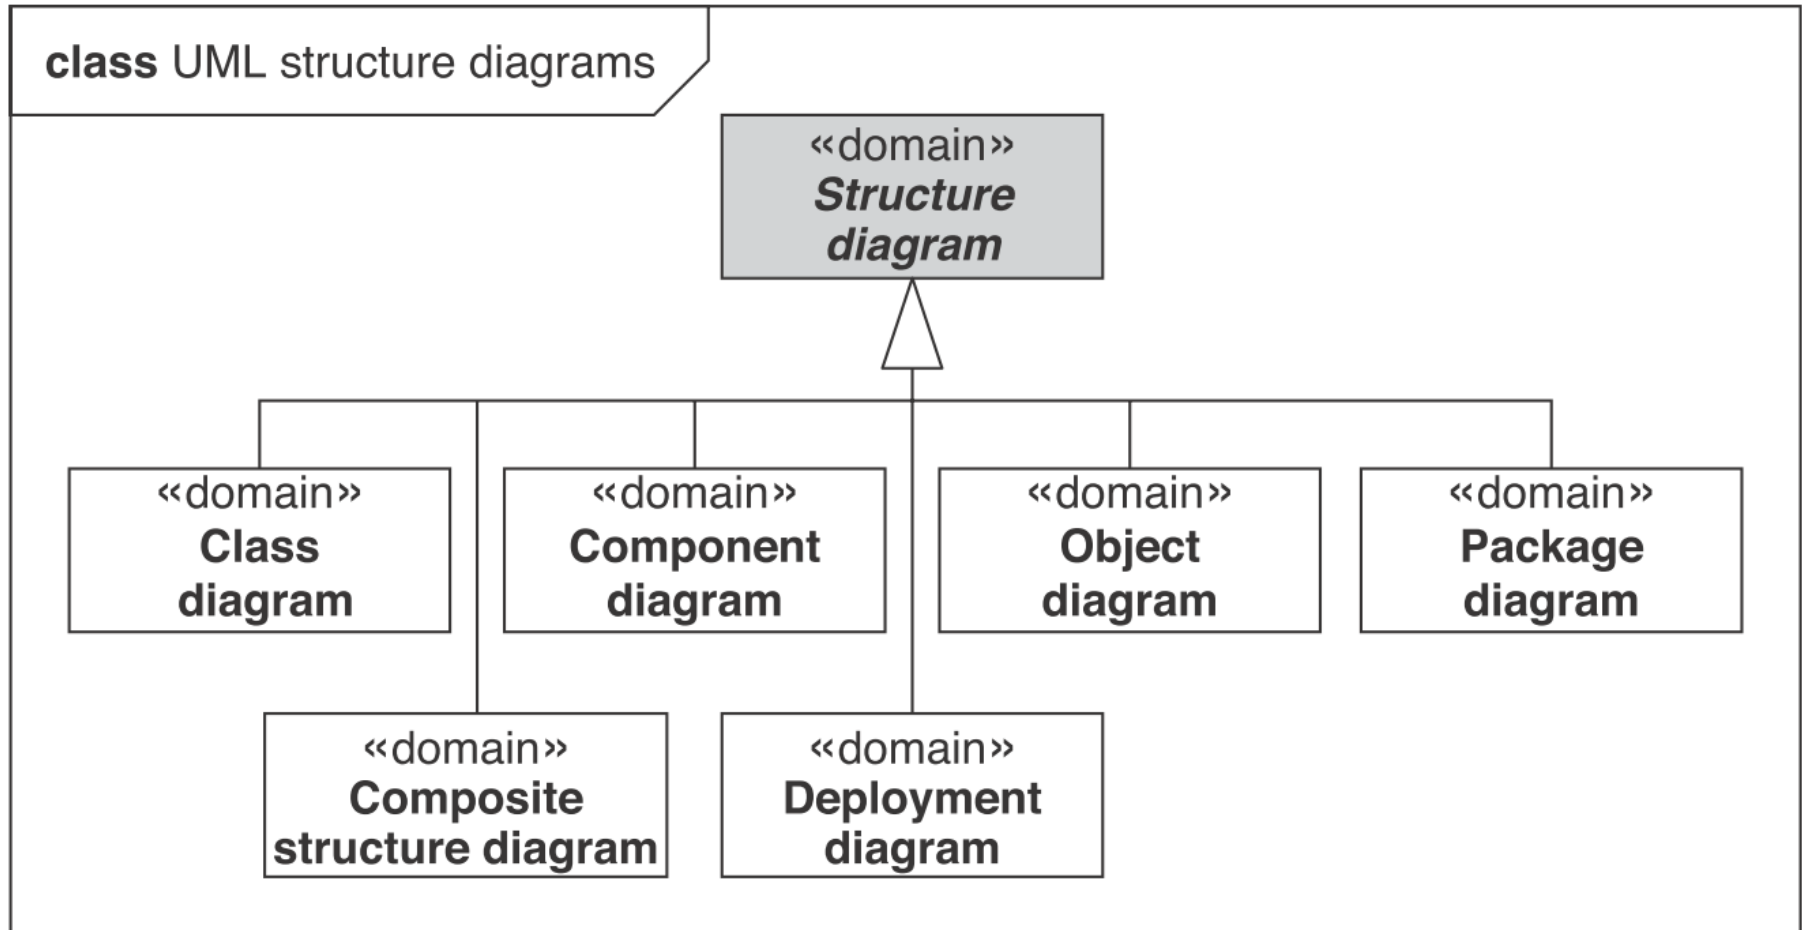 class UML structure diagrams
«domain»
Structure
diagram
«domain»
Class
diagram
«domain»
Component
diagram
«domain»
Object
diagram
«domain»
Package
diagram
«domain»
Composite
structure diagram
«domain»
Deployment
diagram